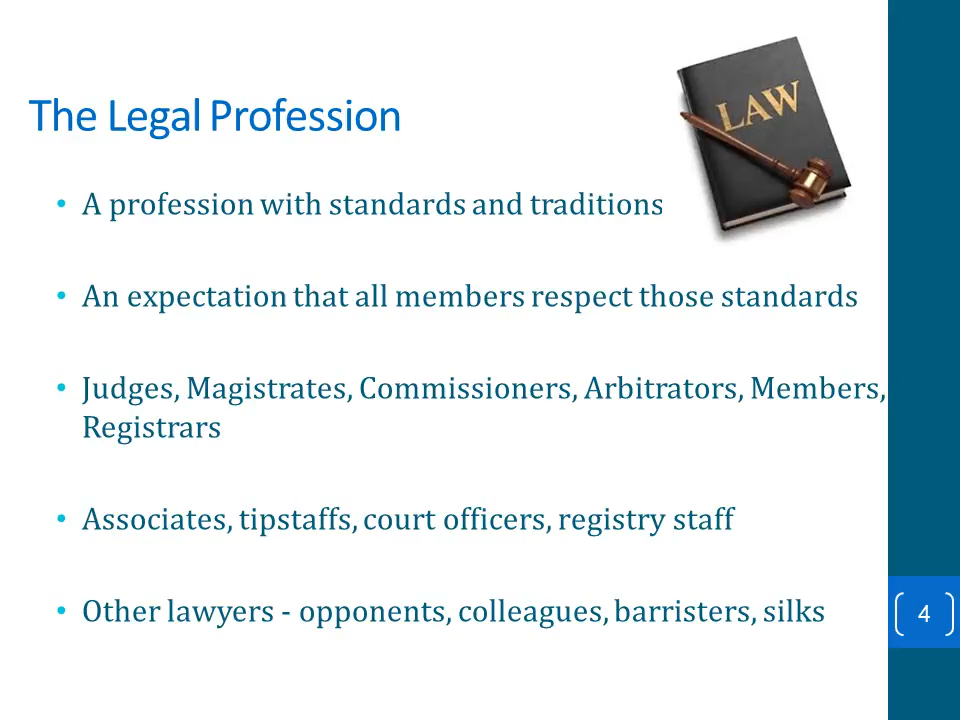 LAW
The Legal Profession
• A profession with standards and traditions
• An expectation that all members respect those standards
• Judges, Magistrates, Commissioners, Arbitrators, Members,
Registrars
• Associates, tipstaffs, court officers, registry staff
• Other lawyers - opponents, colleagues, barristers, silks
4